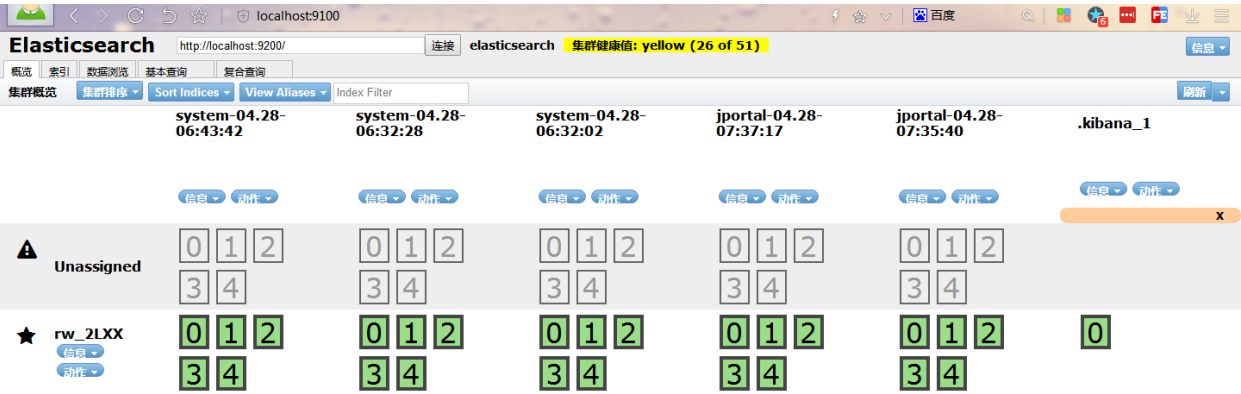 localhost:9100
百度
6
FE
Elasticsearch
http://localhost:9200/
连接
elasticsearch
集群健康值: yellow (26 of 51)
信息
概览 索引 数据浏览 基本查询 复合查询
集群概览 集群排序 Sort Indices View Aliases Index Filter 刷新
system-04.28-06:43:42
system-04.28-06:32:28
system-04.28-06:32:02
jportal-04.28-07:37:17
jportal-04.28-07:35:40
.kibana_1
信息 动作 信息 动作 信息 动作 信息 动作 信息 动作 信息 动作
x
Unassigned
0 1 2 0 1 2 0 1 2 0 1 2 0 1 2
3 4 3 4 3 4 3 4 3 4
rw_2LXX
信息
动作
0 1 2 0 1 2 0 1 2 0 1 2 0 1 2 0
3 4 3 4 3 4 3 4 3 4